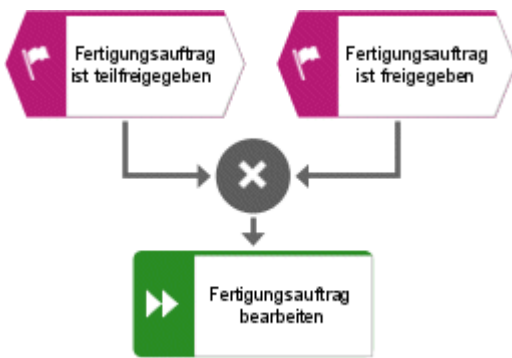 Fertigungsauftrag
ist teilfreigegeben
Fertigungsauftrag
ist freigegeben
Fertigungsauftrag
bearbeiten